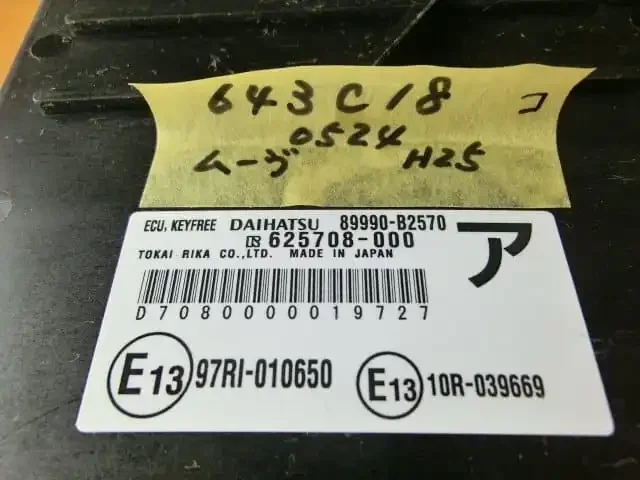 643C18 コ
0524
ムーヴ H25
ECU, KEYFREE DAIHATSU 89990-B2570
625708-000
ア
TOKAI RIKA CO.,LTD. MADE IN JAPAN
D7080000019727
E13 97RI-010650
E13 10R-039669